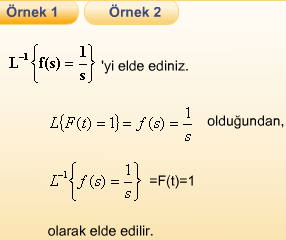 Örnek 1 Örnek 2
L⁻¹{f(s) = 1/s} 'yi elde ediniz.
L{F(t) = 1} = f(s) = 1/s olduğundan,
L⁻¹{f(s) = 1/s} =F(t)=1
olarak elde edilir.